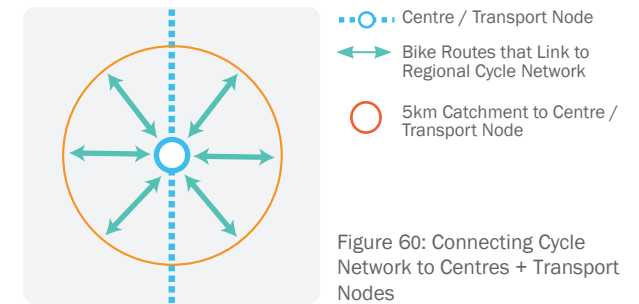 Centre / Transport Node
Bike Routes that Link to
Regional Cycle Network
5km Catchment to Centre /
Transport Node
Figure 60: Connecting Cycle
Network to Centres + Transport
Nodes